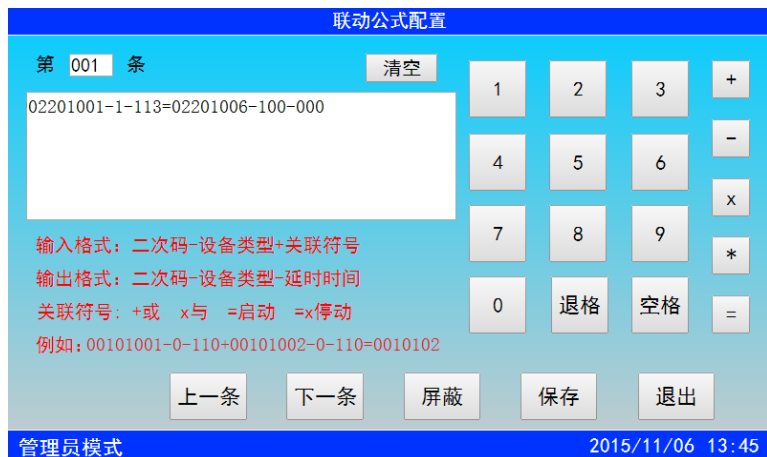 联动公式配置
第 001 条 清空
02201001-1-113=02201006-100-000
1 2 3 +
4 5 6 -
7 8 9 x
0 退格 空格 *
=
输入格式：二次码-设备类型+关联符号
输出格式：二次码-设备类型-延时时间
关联符号：+或 x与 =启动 =x停动
例如：00101001-0-110+00101002-0-110=0010102
上一条 下一条 屏蔽 保存 退出
管理员模式 2015/11/06 13:45